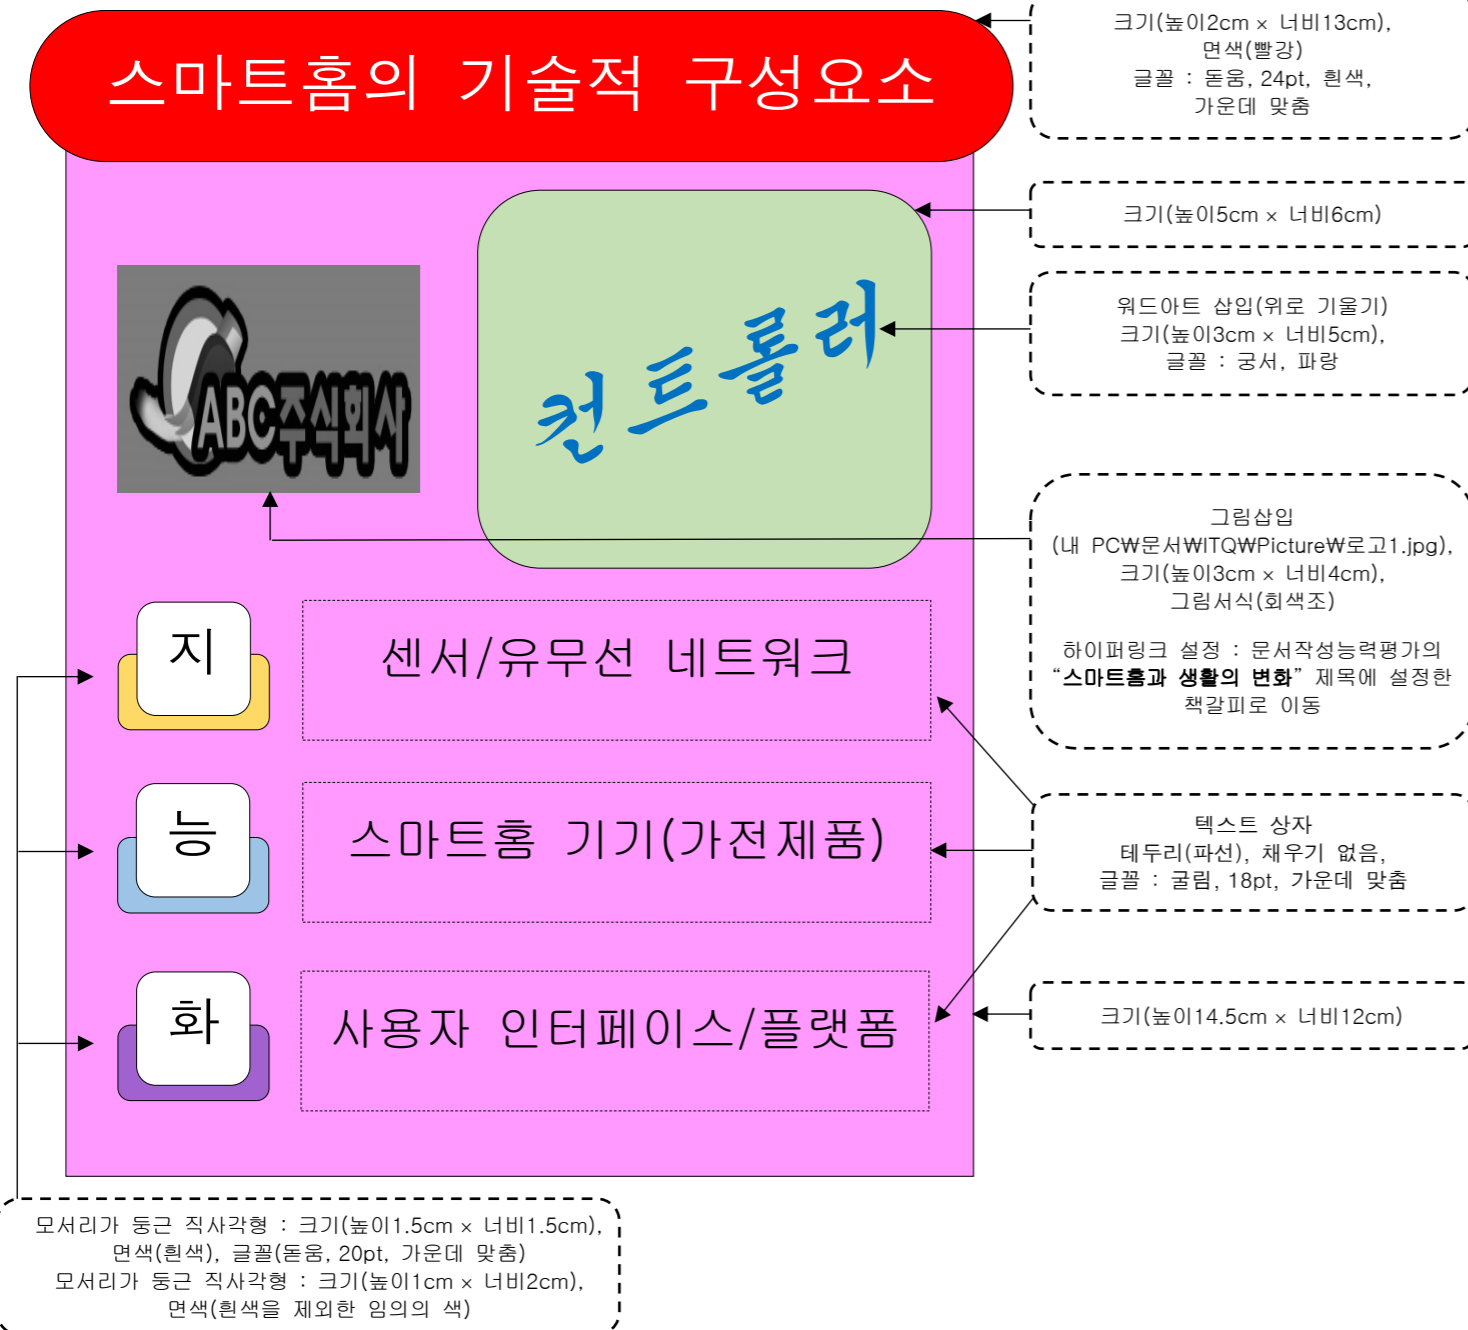 스마트홈의 기술적 구성요소
크기(높이2cm × 너비13cm),
면색(빨강)
글꼴 : 돋움, 24pt, 흰색,
가운데 맞춤
크기(높이5cm × 너비6cm)
ABC주식회사
컨트롤러
워드아트 삽입(위로 기울기)
크기(높이3cm × 너비5cm),
글꼴 : 궁서, 파랑
그림삽입
(내 PC₩문서₩ITQ₩Picture₩로고1.jpg),
크기(높이3cm × 너비4cm),
그림서식(회색조)
하이퍼링크 설정 : 문서작성능력평가의
“스마트홈과 생활의 변화” 제목에 설정한
책갈피로 이동
지
센서/유무선 네트워크
능
스마트홈 기기(가전제품)
텍스트 상자
테두리(파선), 채우기 없음,
글꼴 : 굴림, 18pt, 가운데 맞춤
화
사용자 인터페이스/플랫폼
크기(높이14.5cm × 너비12cm)
모서리가 둥근 직사각형 : 크기(높이1.5cm × 너비1.5cm),
면색(흰색), 글꼴(돋움, 20pt, 가운데 맞춤)
모서리가 둥근 직사각형 : 크기(높이1cm × 너비2cm),
면색(흰색을 제외한 임의의 색)